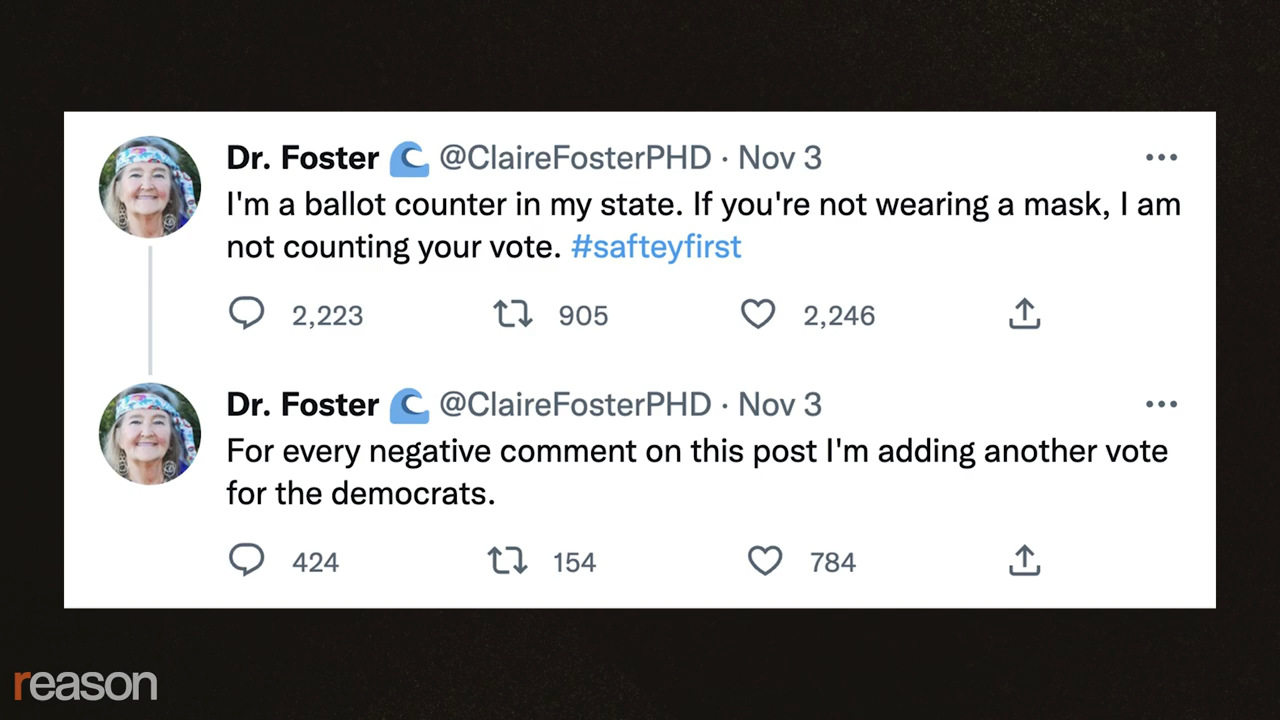 Dr. Foster 🌊 @ClaireFosterPHD · Nov 3
I'm a ballot counter in my state. If you're not wearing a mask, I am
not counting your vote. #safteyfirst
2,223 905 2,246
Dr. Foster 🌊 @ClaireFosterPHD · Nov 3
For every negative comment on this post I'm adding another vote
for the democrats.
424 154 784
reason